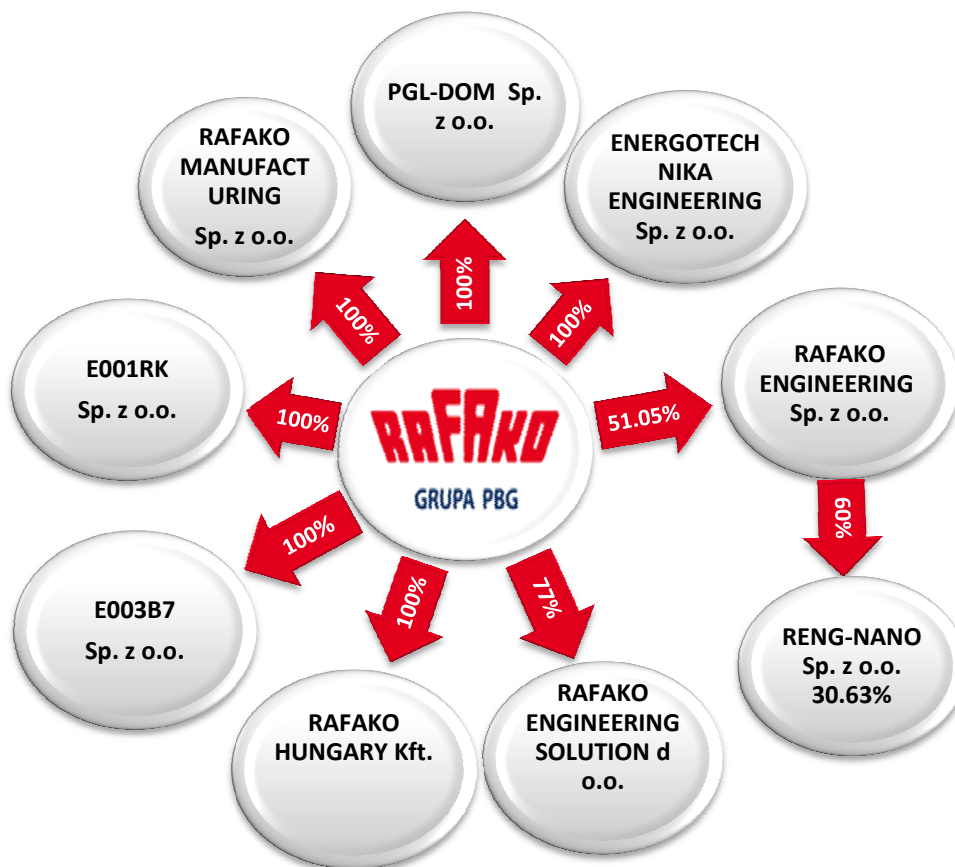 PGL-DOM Sp.
z o.o.
RAFAKO
MANUFACT
URING
Sp. z o.o.
ENERGOTECH
NIKA
ENGINEERING
Sp. z o.o.
100%
100%
100%
E001RK
Sp. z o.o.
100%
RAFAKO
GRUPA PBG
51.05%
RAFAKO
ENGINEERING
Sp. z o.o.
60%
E003B7
Sp. z o.o.
100%
100%
77%
RENG-NANO
Sp. z o.o.
30.63%
RAFAKO
HUNGARY Kft.
RAFAKO
ENGINEERING
SOLUTION d
o.o.